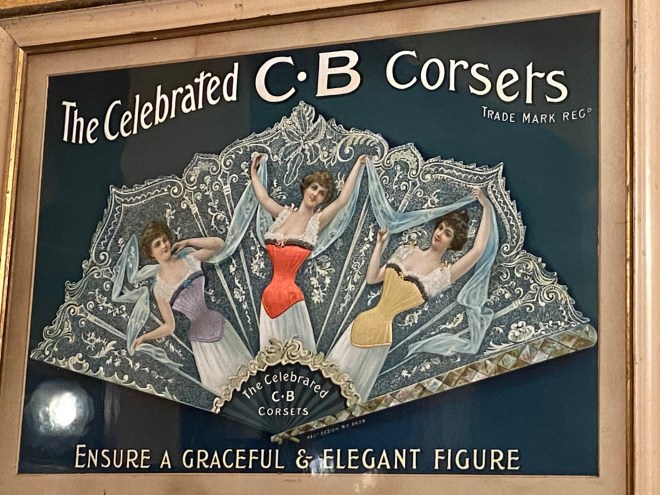 The Celebrated C·B Corsets
TRADE MARK REGD
The Celebrated
C·B
CORSETS
ENSURE A GRACEFUL & ELEGANT FIGURE